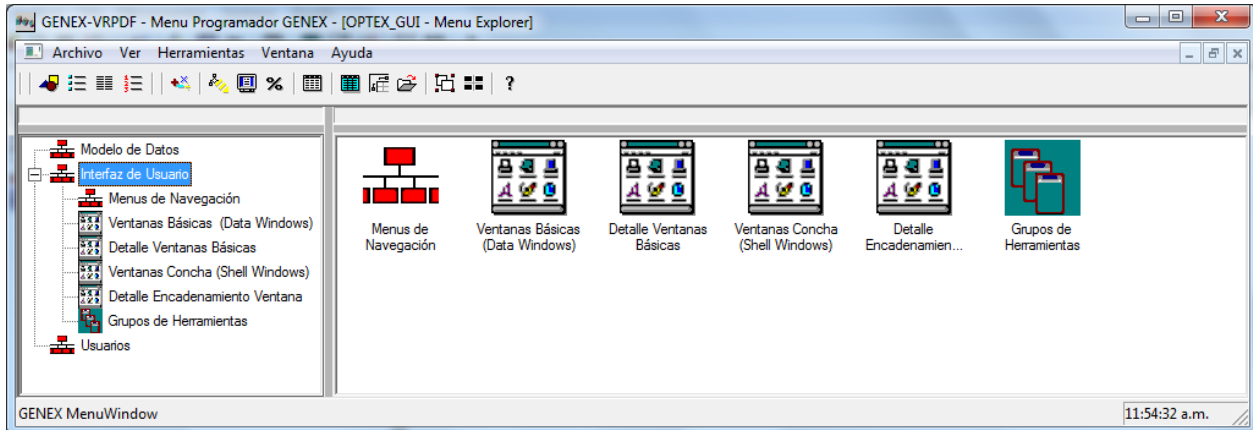 GENEX-VRPDF - Menu Programador GENEX - [OPTEX_GUI - Menu Explorer]
Archivo Ver Herramientas Ventana Ayuda
%
?
Modelo de Datos
Interfaz de Usuario
Menus de Navegación
Ventanas Básicas (Data Windows)
Detalle Ventanas Básicas
Ventanas Concha (Shell Windows)
Detalle Encadenamiento Ventana
Grupos de Herramientas
Usuarios
Menus de
Navegación
Ventanas Básicas
(Data Windows)
Detalle Ventanas
Básicas
Ventanas Concha
(Shell Windows)
Detalle
Encadenamien...
Grupos de
Herramientas
GENEX MenuWindow
11:54:32 a.m.